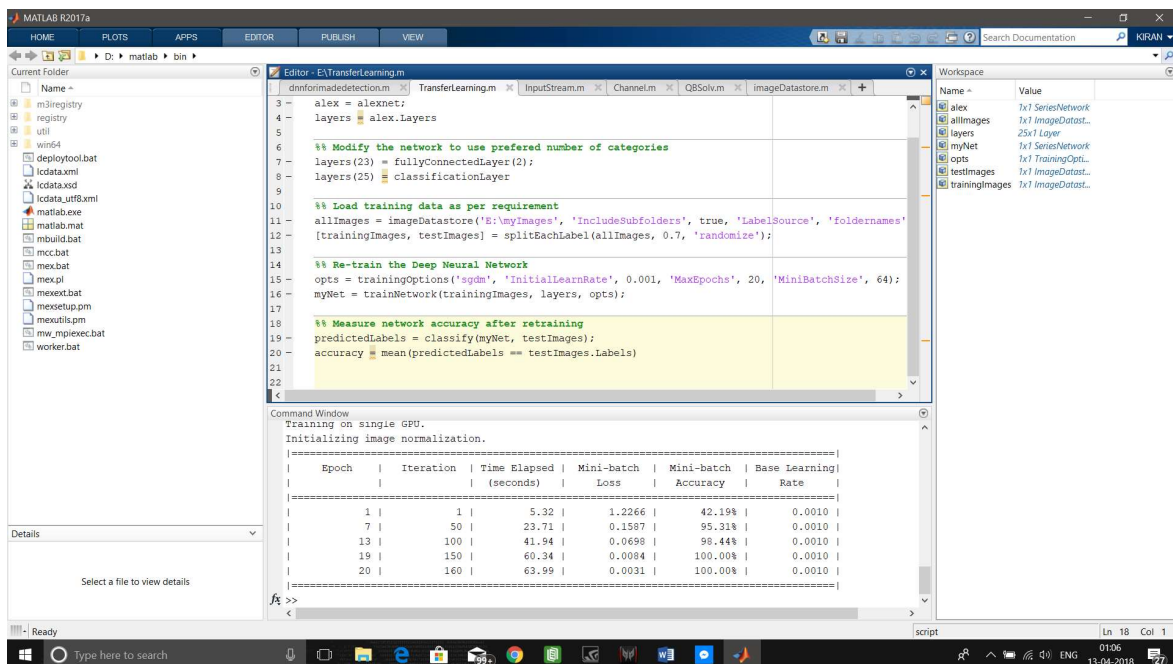 MATLAB R2017a
HOME PLOTS APPS EDITOR PUBLISH VIEW
Search Documentation
KIRAN
D: matlab bin
Current Folder
Name
m3iregistry
registry
util
win64
deploytool.bat
lcdata.xml
lcdata.xsd
lcdata_utf8.xml
matlab.exe
matlab.mat
mbuild.bat
mcc.bat
mex.bat
mex.pl
mexext.bat
mexsetup.pm
mexutils.pm
mw_mpiexec.bat
worker.bat
Details
Select a file to view details
Editor - E:\TransferLearning.m
dnnforimadedetection.m TransferLearning.m InputStream.m Channel.m QBSolv.m imageDatastore.m +
3 - alex = alexnet;
4 - layers = alex.Layers
5
6 %% Modify the network to use prefered number of categories
7 - layers(23) = fullyConnectedLayer(2);
8 - layers(25) = classificationLayer
9
10 %% Load training data as per requirement
11 - allImages = imageDatastore('E:\myImages', 'IncludeSubfolders', true, 'LabelSource', 'foldernames'
12 - [trainingImages, testImages] = splitEachLabel(allImages, 0.7, 'randomize');
13
14 %% Re-train the Deep Neural Network
15 - opts = trainingOptions('sgdm', 'InitialLearnRate', 0.001, 'MaxEpochs', 20, 'MiniBatchSize', 64);
16 - myNet = trainNetwork(trainingImages, layers, opts);
17
18 %% Measure network accuracy after retraining
19 - predictedLabels = classify(myNet, testImages);
20 - accuracy = mean(predictedLabels == testImages.Labels)
21
22
Command Window
Training on single GPU.
Initializing image normalization.
|=========================================================================================|
| Epoch | Iteration | Time Elapsed | Mini-batch | Mini-batch | Base Learning|
| | | (seconds) | Loss | Accuracy | Rate |
|=========================================================================================|
| 1 | 1 | 5.32 | 1.2266 | 42.19% | 0.0010 |
| 7 | 50 | 23.71 | 0.1587 | 95.31% | 0.0010 |
| 13 | 100 | 41.94 | 0.0698 | 98.44% | 0.0010 |
| 19 | 150 | 60.34 | 0.0084 | 100.00% | 0.0010 |
| 20 | 160 | 63.99 | 0.0031 | 100.00% | 0.0010 |
|=========================================================================================|
fx >>
Workspace
Name Value
alex 1x1 SeriesNetwork
allImages 1x1 ImageDatast...
layers 25x1 Layer
myNet 1x1 SeriesNetwork
opts 1x1 TrainingOpti...
testImages 1x1 ImageDatast...
trainingImages 1x1 ImageDatast...
Ready
script
Ln 18 Col 1
Type here to search
99+
ENG
01:06
13-04-2018
27